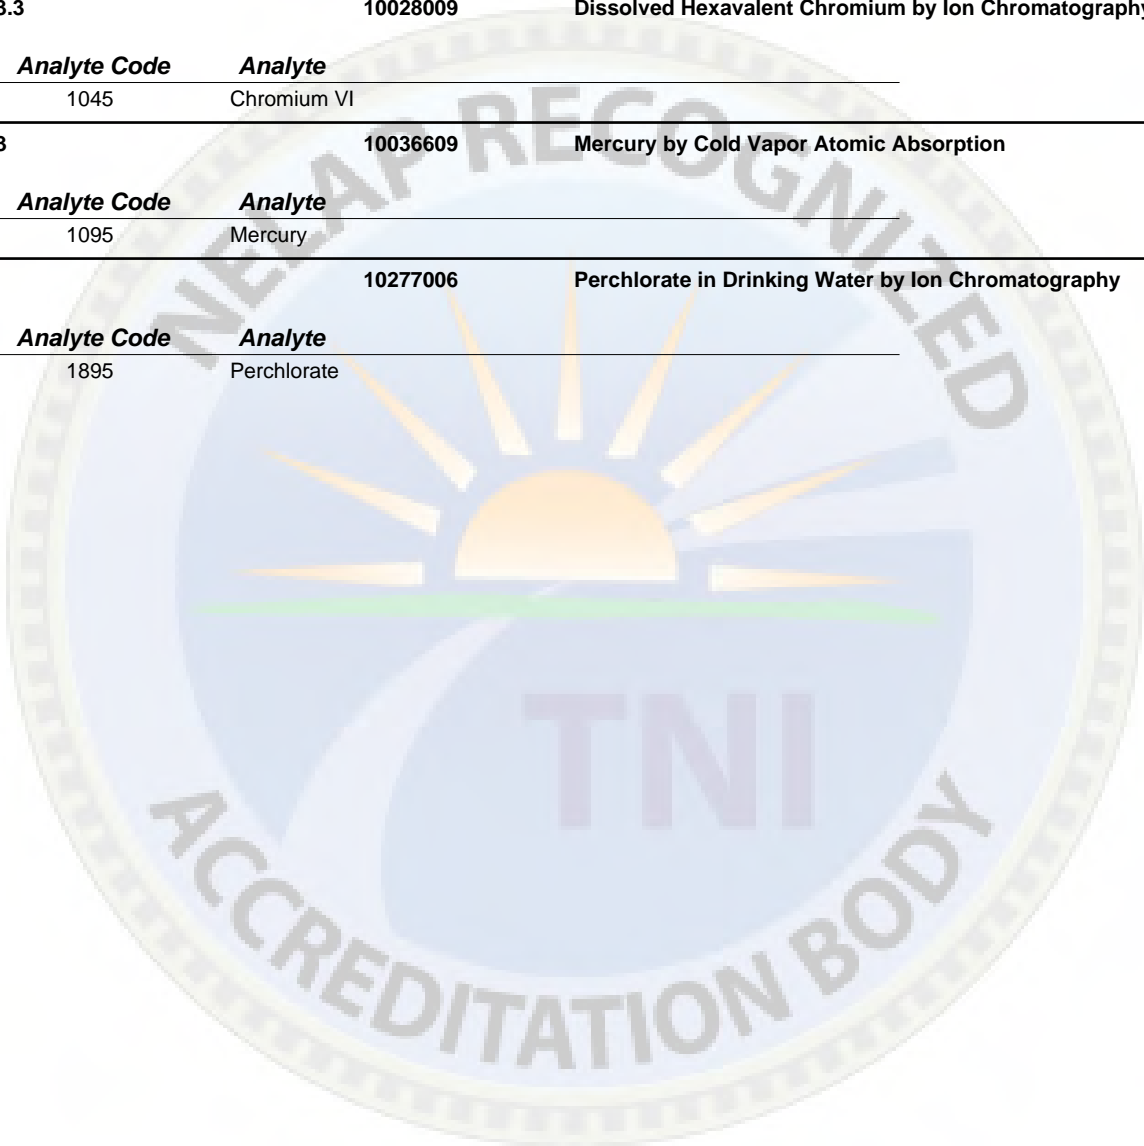 3.3 10028009 Dissolved Hexavalent Chromium by Ion Chromatography
Analyte Code Analyte
1045 Chromium VI
3 10036609 Mercury by Cold Vapor Atomic Absorption
Analyte Code Analyte
1095 Mercury
10277006 Perchlorate in Drinking Water by Ion Chromatography
Analyte Code Analyte
1895 Perchlorate
NELAP RECOGNIZED
TNI
ACCREDITATION BODY